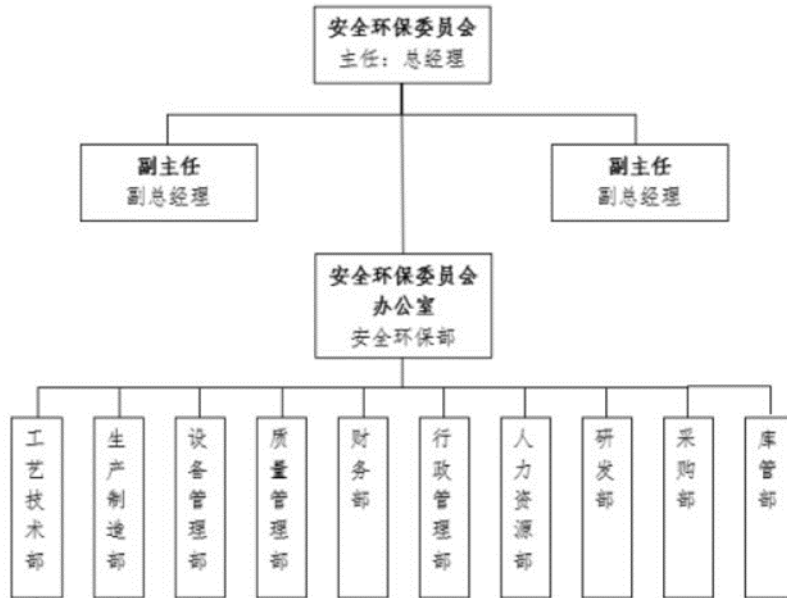 安全环保委员会
主任：总经理
副主任
副总经理
副主任
副总经理
安全环保委员会
办公室
安全环保部
工艺技术部
生产制造部
设备管理部
质量管理部
财务部
行政管理部
人力资源部
研发部
采购部
库管部